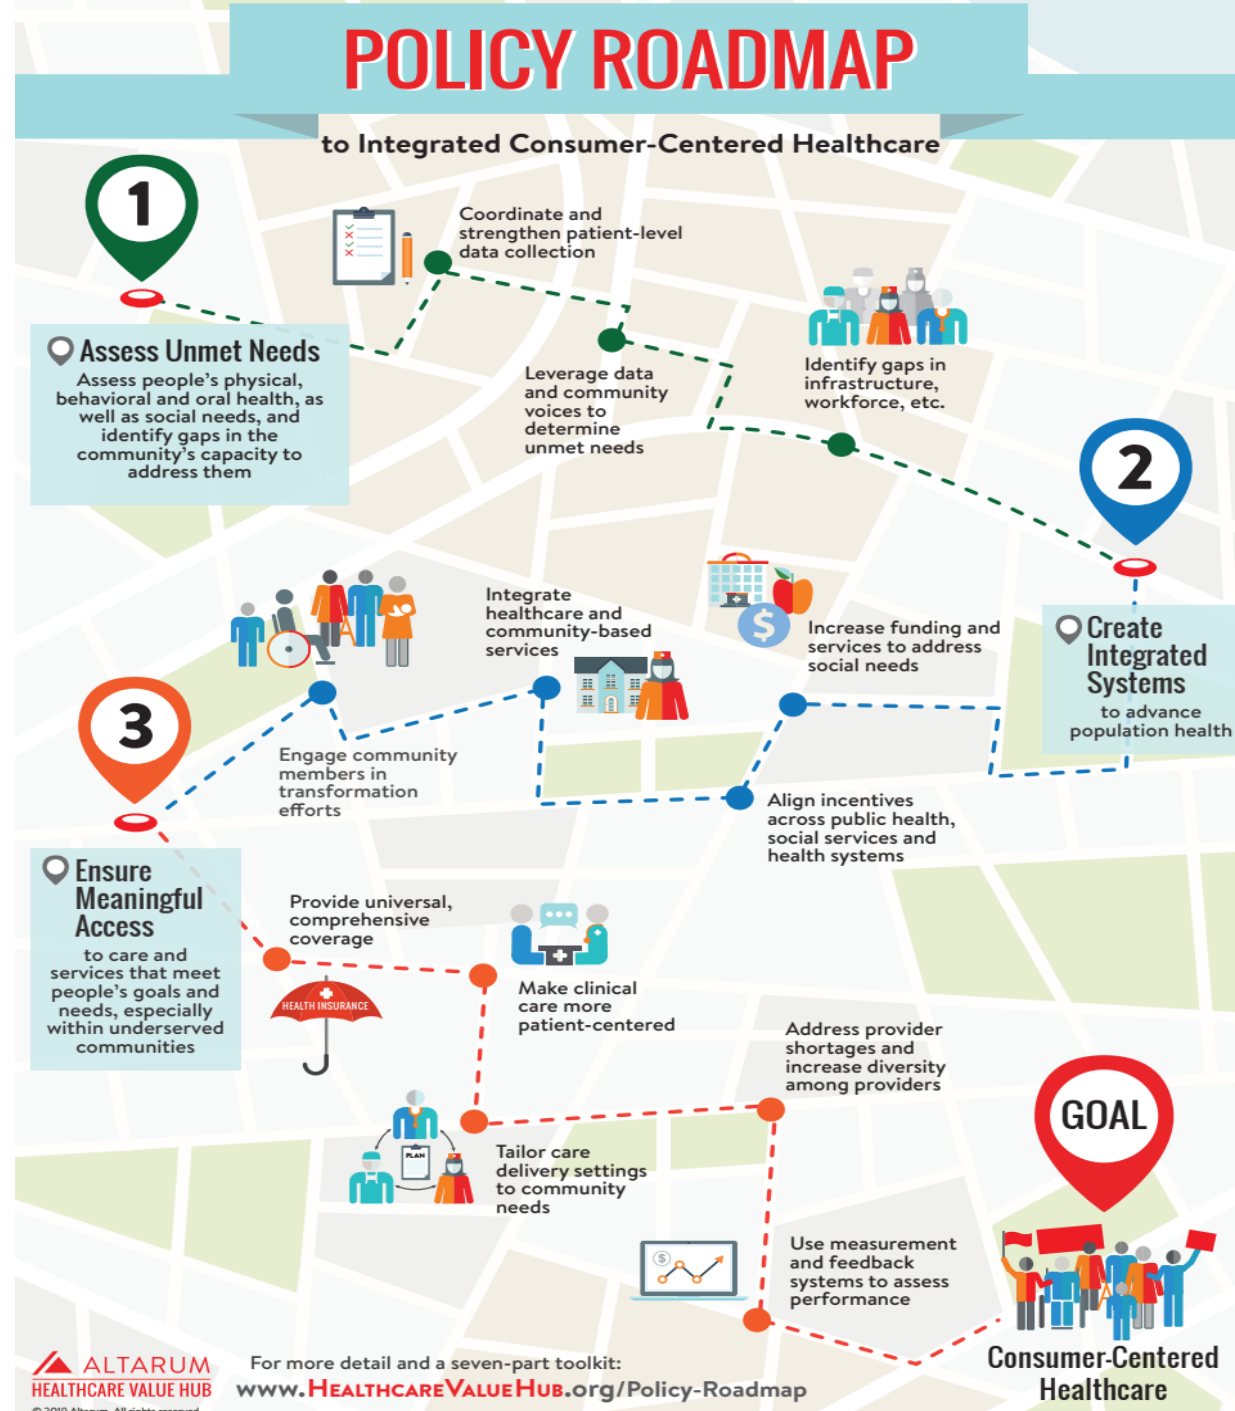 POLICY ROADMAP
to Integrated Consumer-Centered Healthcare
1
Assess Unmet Needs
Assess people's physical,
behavioral and oral health, as
well as social needs, and
identify gaps in the
community's capacity to
address them
Coordinate and
strengthen patient-level
data collection
Leverage data
and community
voices to
determine
unmet needs
Identify gaps in
infrastructure,
workforce, etc.
2
Create
Integrated
Systems
to advance
population health
$
Increase funding and
services to address
social needs
Align incentives
across public health,
social services and
health systems
Integrate
healthcare and
community-based
services
Engage community
members in
transformation
efforts
3
Ensure
Meaningful
Access
to care and
services that meet
people's goals and
needs, especially
within underserved
communities
Provide universal,
comprehensive
coverage
HEALTH INSURANCE
Make clinical
care more
patient-centered
PLAN
Tailor care
delivery settings
to community
needs
Address provider
shortages and
increase diversity
among providers
$
Use measurement
and feedback
systems to assess
performance
GOAL
Consumer-Centered
Healthcare
ALTARUM
HEALTHCARE VALUE HUB
© 2019 Altarum. All rights reserved.
For more detail and a seven-part toolkit:
www.HEALTHCAREVALUEHUB.org/Policy-Roadmap